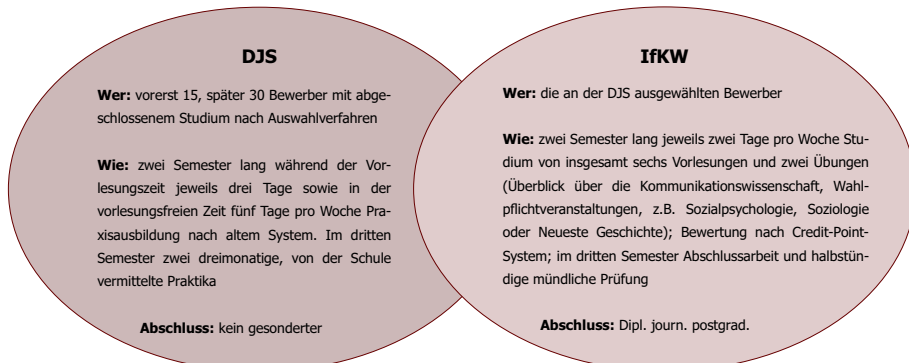 DJS
Wer: vorerst 15, später 30 Bewerber mit abge-
schlossenem Studium nach Auswahlverfahren
Wie: zwei Semester lang während der Vor-
lesungszeit jeweils drei Tage sowie in der
vorlesungsfreien Zeit fünf Tage pro Woche Pra-
xisausbildung nach altem System. Im dritten
Semester zwei dreimonatige, von der Schule
vermittelte Praktika
Abschluss: kein gesonderter
IfKW
Wer: die an der DJS ausgewählten Bewerber
Wie: zwei Semester lang jeweils zwei Tage pro Woche Stu-
dium von insgesamt sechs Vorlesungen und zwei Übungen
(Überblick über die Kommunikationswissenschaft, Wahl-
pflichtveranstaltungen, z.B. Sozialpsychologie, Soziologie
oder Neueste Geschichte); Bewertung nach Credit-Point-
System; im dritten Semester Abschlussarbeit und halbstün-
dige mündliche Prüfung
Abschluss: Dipl. journ. postgrad.